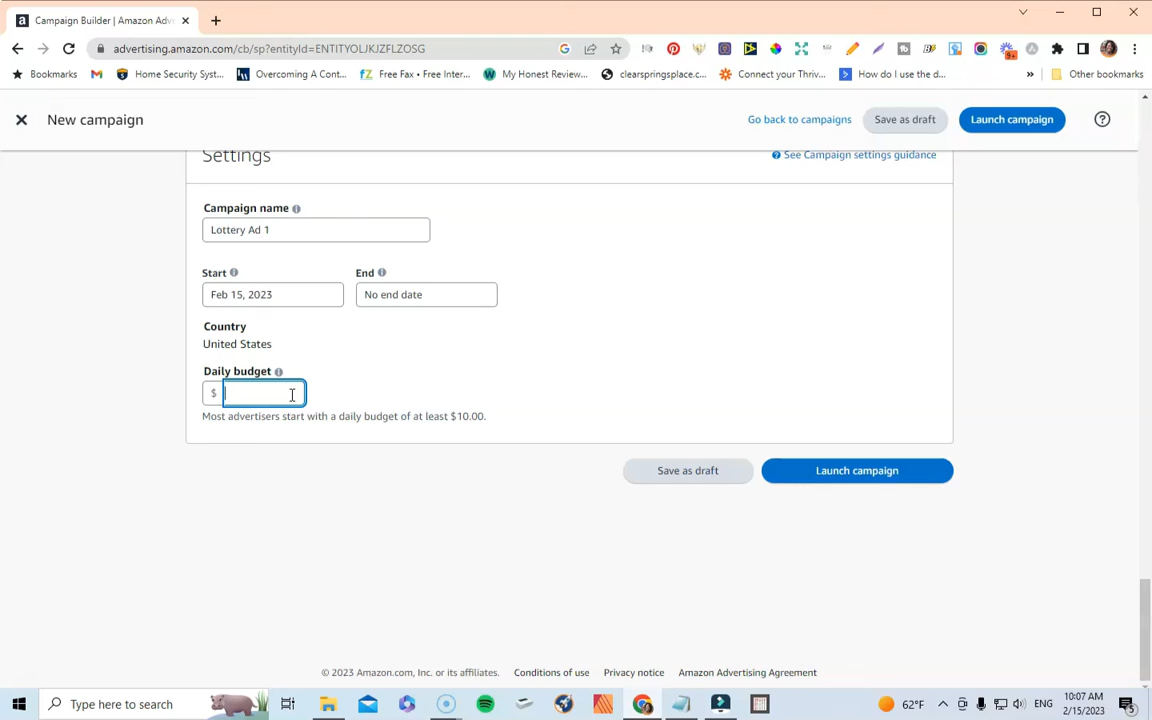 Campaign Builder | Amazon Adv
advertising.amazon.com/cb/sp?entityId=ENTITYOLJKJZFLZOSG
Bookmarks
Home Security Syst...
Overcoming A Cont...
Free Fax • Free Inter...
My Honest Review...
clearspringsplace.c...
Connect your Thriv...
How do I use the d...
»
Other bookmarks
New campaign
Go back to campaigns
Save as draft
Launch campaign
Settings
See Campaign settings guidance
Campaign name
Lottery Ad 1
Start
End
Feb 15, 2023
No end date
Country
United States
Daily budget
$
Most advertisers start with a daily budget of at least $10.00.
Save as draft
Launch campaign
© 2023 Amazon.com, Inc. or its affiliates.
Conditions of use
Privacy notice
Amazon Advertising Agreement
Type here to search
62°F
ENG
10:07 AM
2/15/2023
5